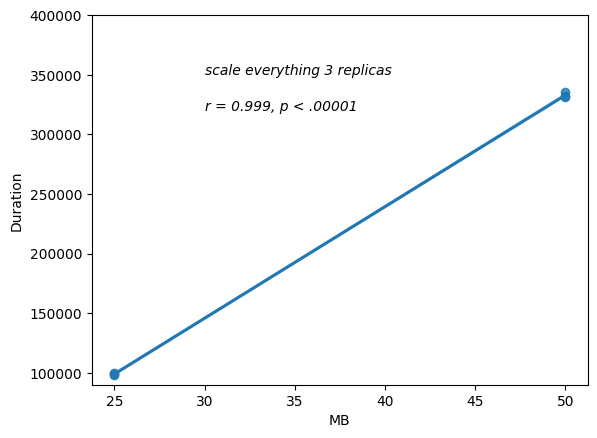 400000
350000
300000
250000
200000
150000
100000
Duration
scale everything 3 replicas
r = 0.999, p < .00001
25 30 35 40 45 50
MB